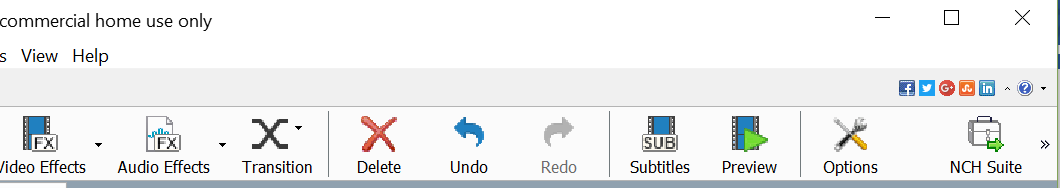 commercial home use only
s View Help
Video Effects Audio Effects Transition Delete Undo Redo Subtitles Preview Options NCH Suite
FX FX SUB